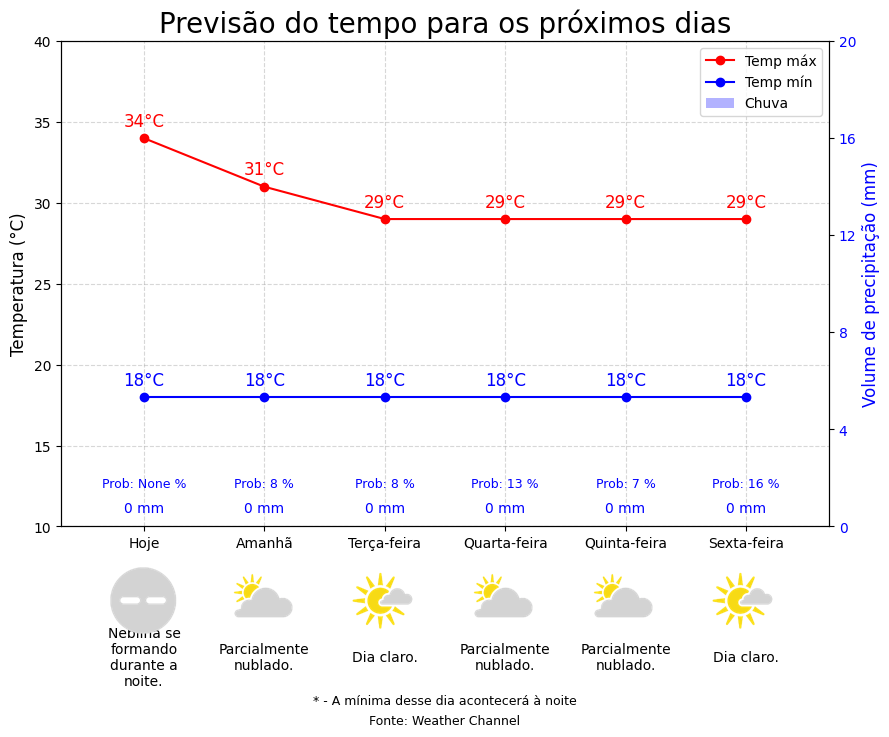 Previsão do tempo para os próximos dias
Temp máx
Temp mín
Chuva
Temperatura (°C)
40
35
30
25
20
15
10
Volume de precipitação (mm)
20
16
12
8
4
0
34°C
31°C
29°C
29°C
29°C
29°C
18°C
18°C
18°C
18°C
18°C
18°C
Prob: None %
Prob: 8 %
Prob: 8 %
Prob: 13 %
Prob: 7 %
Prob: 16 %
0 mm
0 mm
0 mm
0 mm
0 mm
0 mm
Hoje
Amanhã
Terça-feira
Quarta-feira
Quinta-feira
Sexta-feira
Neblina se
formando
durante a
noite.
Parcialmente
nublado.
Dia claro.
Parcialmente
nublado.
Parcialmente
nublado.
Dia claro.
* - A mínima desse dia acontecerá à noite
Fonte: Weather Channel